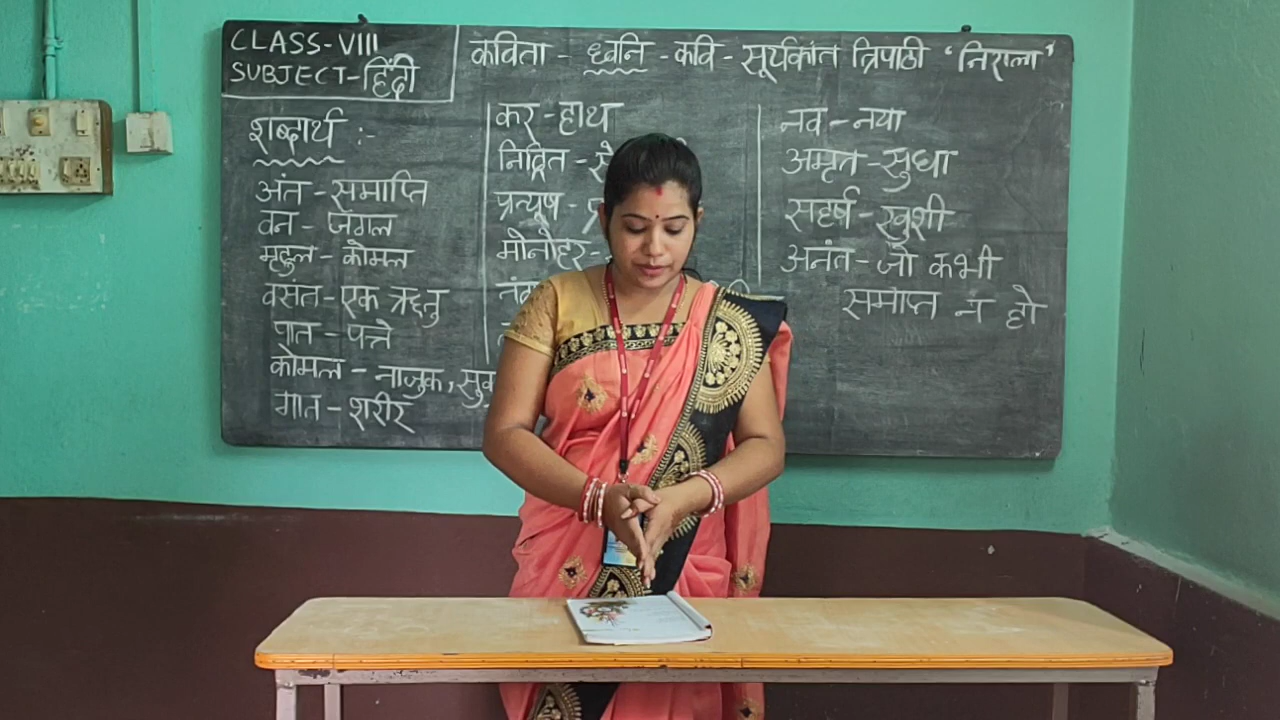 CLASS-VIII
SUBJECT-हिंदी
कविता - ध्वनि - कवि - सूर्यकांत त्रिपाठी "निराला"
शब्दार्थ :-
अंत - समाप्ति
वन - जंगल
मृदुल - कोमल
वसंत - एक ऋतु
पात - पत्ते
कोमल - नाजुक,
गात - शरीर
कर - हाथ
निद्रित -
प्रत्यूष -
मोनोहर -
नव - नया
अमृत - सुधा
सहर्ष - खुशी
अनंत - जो कभी
समाप्त न हो